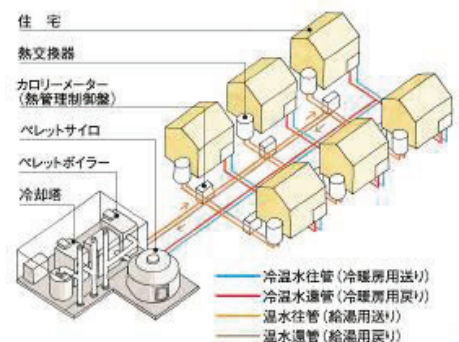 住　宅
熱交換器
カロリーメーター
(熱管理制御盤)
ペレットサイロ
ペレットボイラー
冷却塔
冷温水往管(冷暖房用送り)
冷温水還管(冷暖房用戻り)
温水往管(給湯用送り)
温水還管(給湯用戻り)